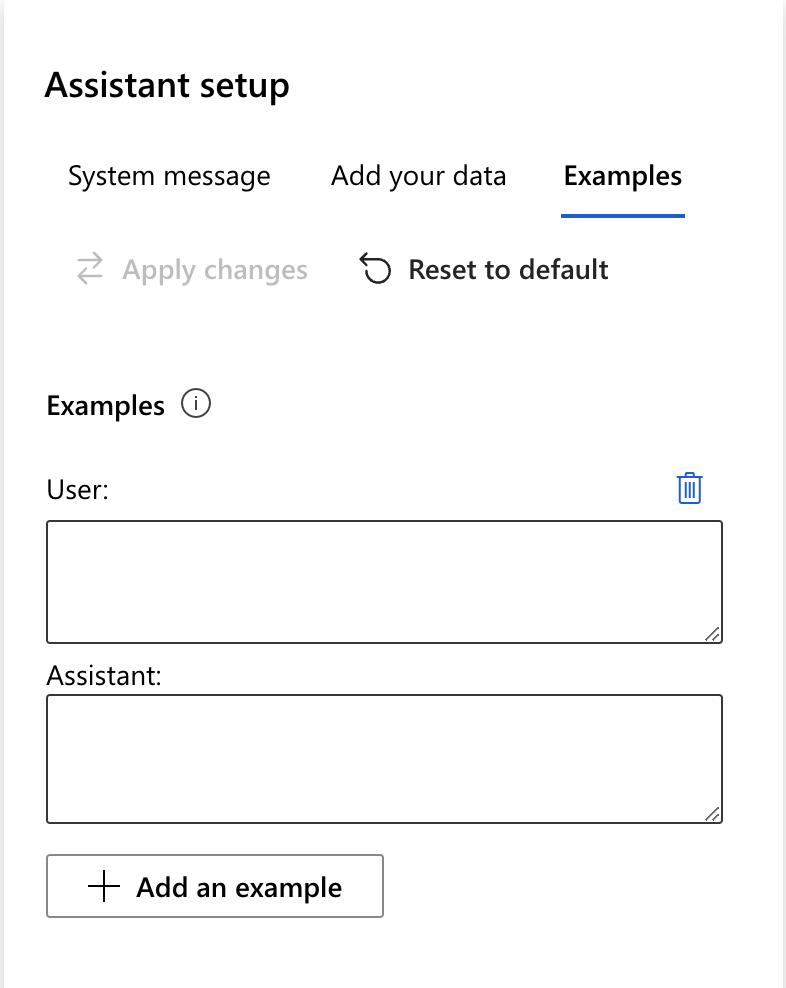 Assistant setup
System message Add your data Examples
Apply changes Reset to default
Examples
User:
Assistant:
Add an example